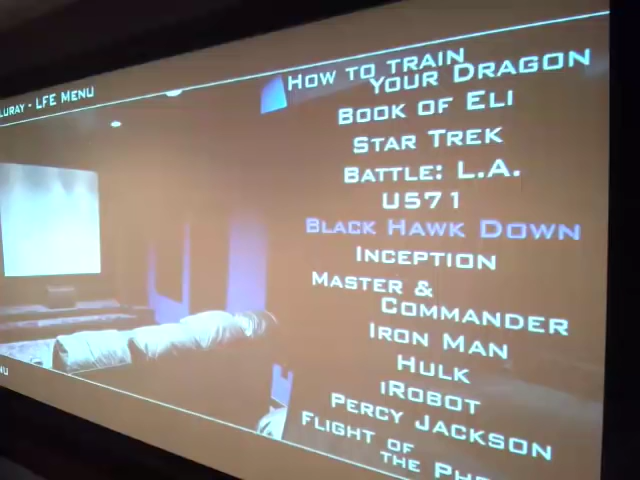 LURAY - LFE MENU
HOW TO TRAIN
YOUR DRAGON
BOOK OF ELI
STAR TREK
BATTLE: L.A.
U571
BLACK HAWK DOWN
INCEPTION
MASTER &
COMMANDER
IRON MAN
HULK
IROBOT
PERCY JACKSON
FLIGHT OF
THE